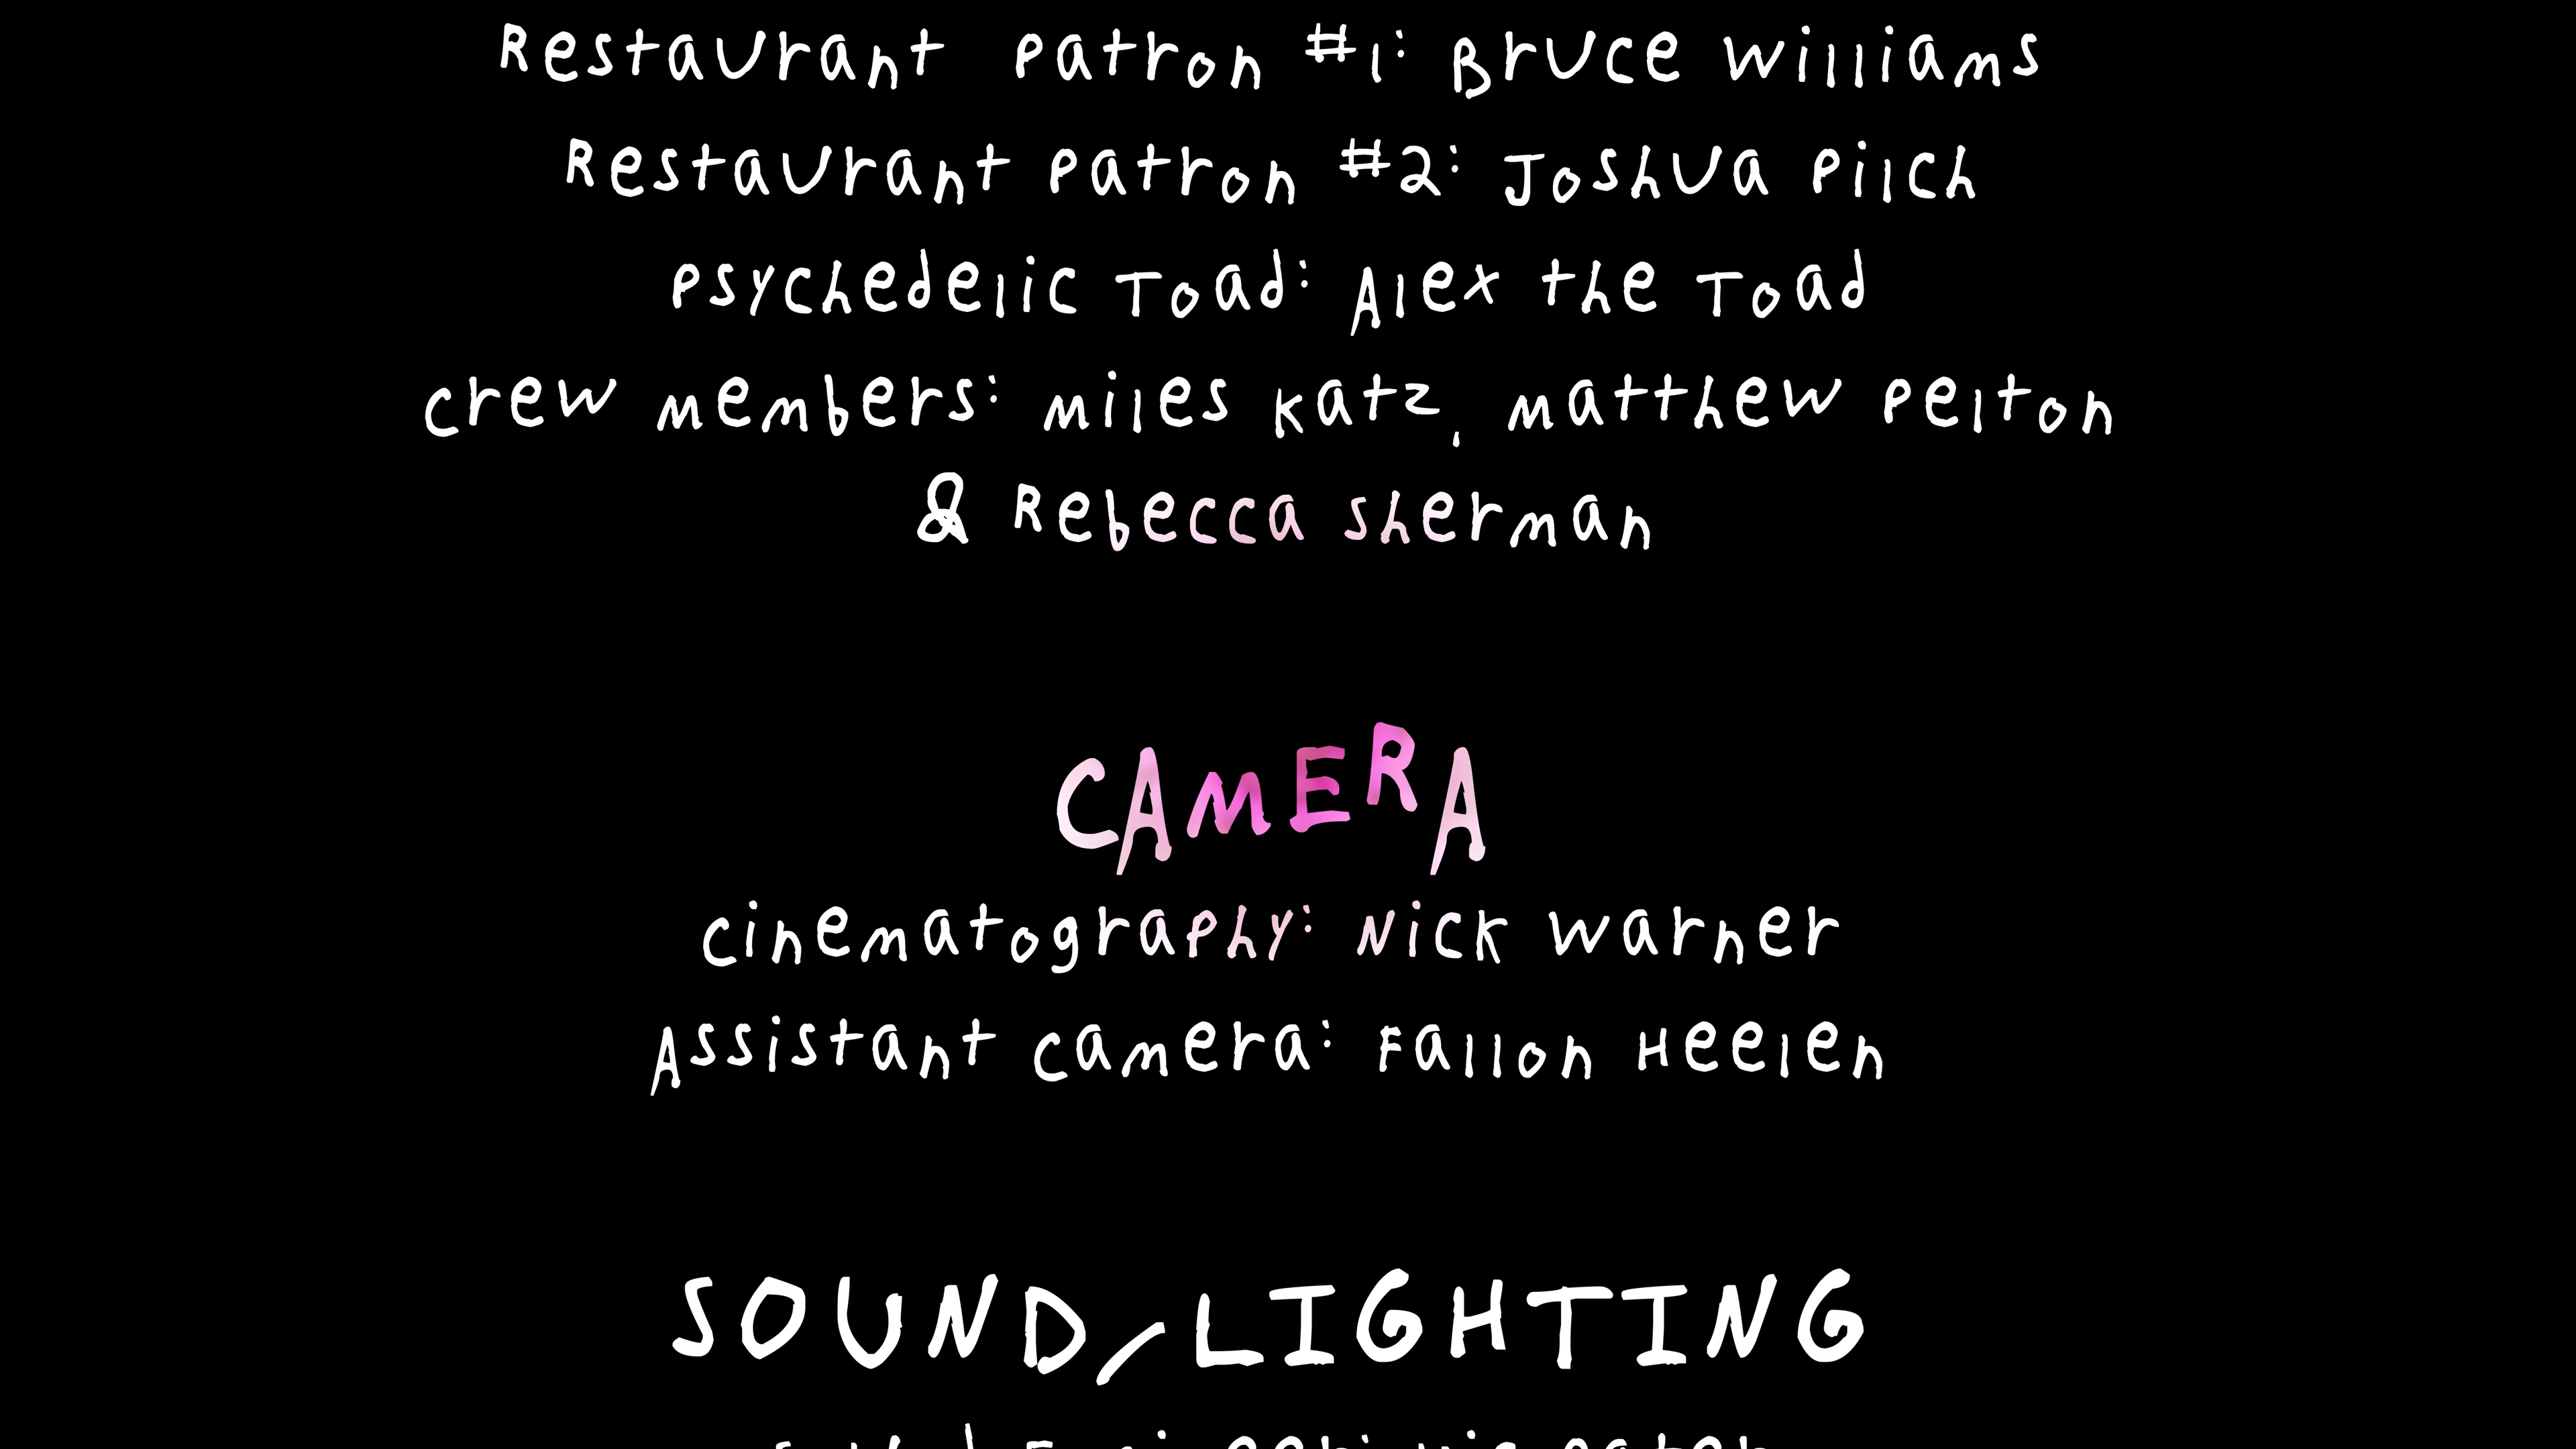 Restaurant Patron #1: Bruce Williams
Restaurant Patron #2: Joshua Pilch
Psychedelic Toad: Alex the Toad
Crew Members: Miles Katz, Matthew Pelton
& Rebecca Sherman
CAMERA
Cinematography: Nick Warner
Assistant Camera: Fallon Heelen
SOUND/LIGHTING